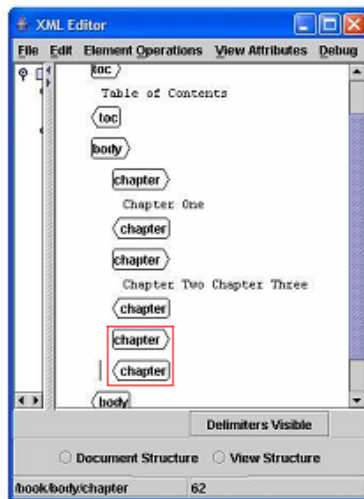 XML Editor
File Edit Element Operations View Attributes Debug
toc
Table of Contents
toc
body
chapter
Chapter One
chapter
chapter
Chapter Two Chapter Three
chapter
chapter
chapter
body
Delimiters Visible
Document Structure View Structure
/book/body/chapter 62